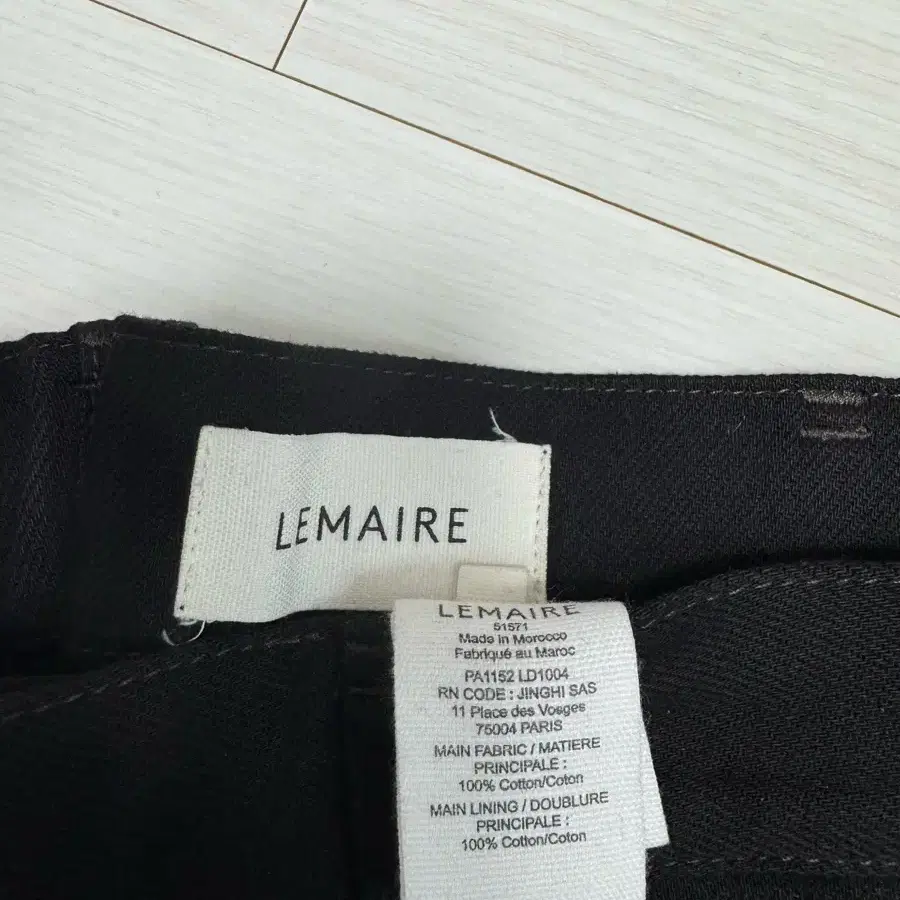 LEMAIRE
LEMAIRE
51571
Made in Morocco
Fabriqué au Maroc
PA1152 LD1004
RN CODE : JINGHI SAS
11 Place des Vosges
75004 PARIS
MAIN FABRIC / MATIERE
PRINCIPALE :
100% Cotton/Coton
MAIN LINING / DOUBLURE
PRINCIPALE :
100% Cotton/Coton